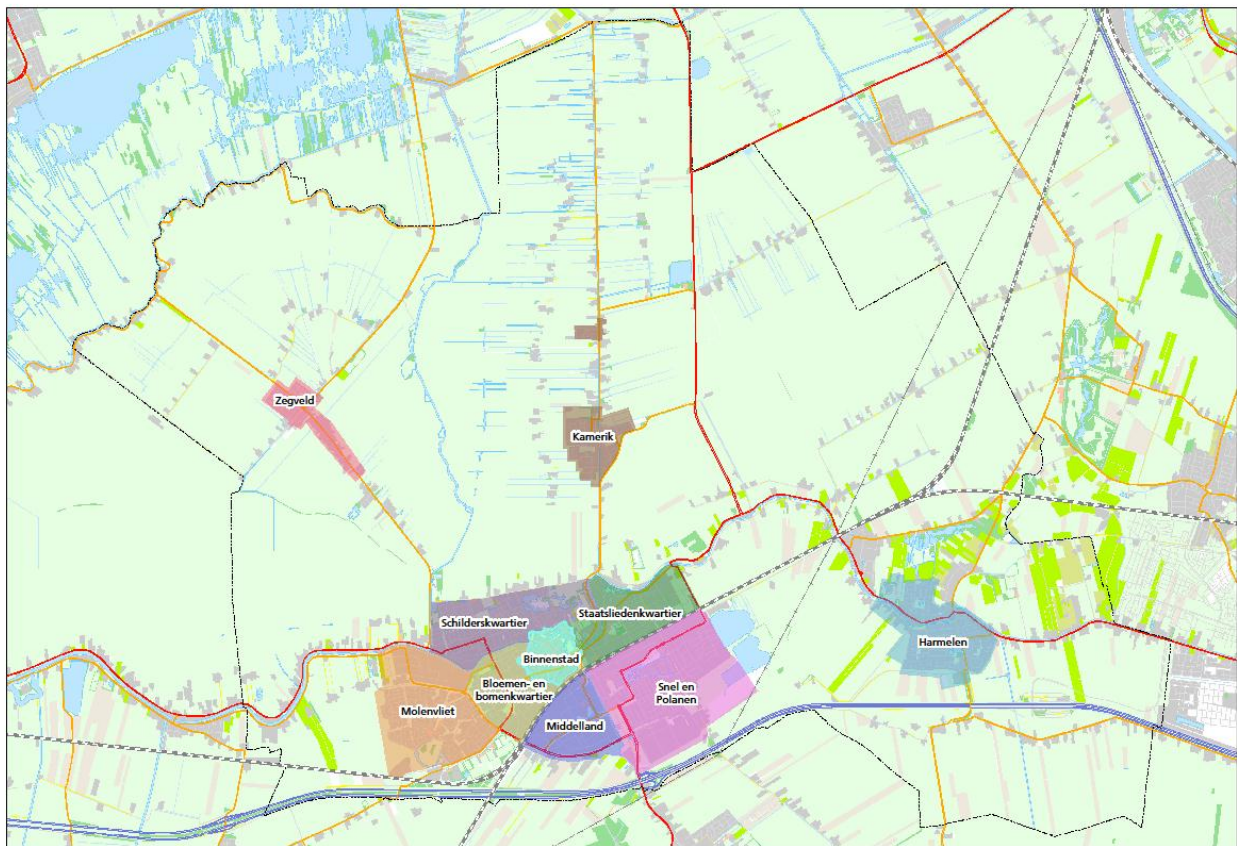 Zegveld
Kamerik
Schilderskwartier
Staatsliedenkwartier
Binnenstad
Harmelen
Bloemen- en
bomenkwartier
Snel en
Polanen
Molenvliet
Middelland